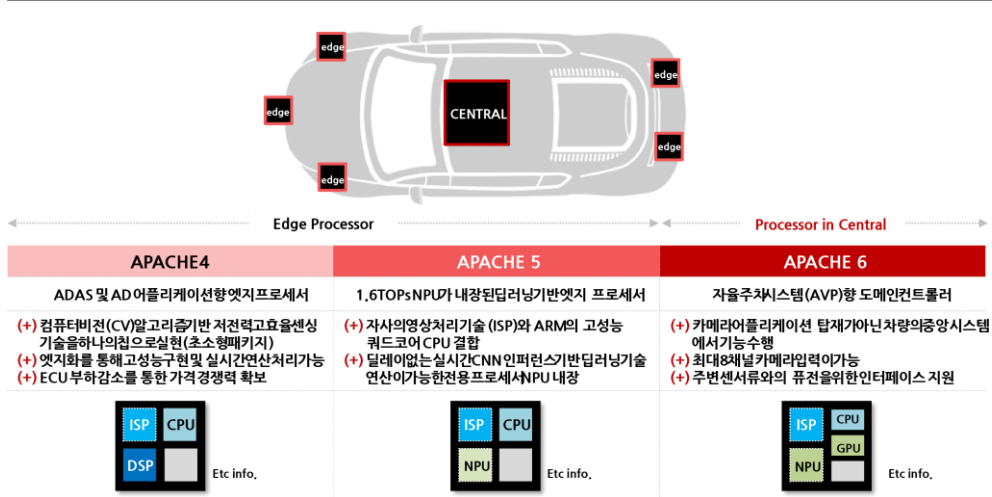 edge
edge
edge
CENTRAL
edge
edge
Edge Processor
Processor in Central
APACHE4
APACHE 5
APACHE 6
ADAS 및 AD 어플리케이션향 엣지프로세서
(+) 컴퓨터비전(CV)알고리즘기반 저전력고효율센싱
기술을하나의칩으로실현(초소형패키지)
(+) 엣지화를 통해고성능구현및 실시간연산처리가능
(+) ECU 부하감소를 통한 가격경쟁력 확보
ISP CPU
DSP
Etc info.
1.6TOPs NPU가 내장된딥러닝기반엣지 프로세서
(+) 자사의영상처리기술 (ISP)와 ARM의 고성능
쿼드코어 CPU 결합
(+) 딜레이없는실시간CNN인퍼런스기반딥러닝기술
연산이가능한전용프로세서NPU 내장
ISP CPU
NPU
Etc info.
자율주차시스템(AVP)향 도메인컨트롤러
(+) 카메라어플리케이션 탑재가아닌차량의중앙시스템
에서기능수행
(+) 최대8채널카메라입력이가능
(+) 주변센서류와의 퓨전을위한인터페이스 지원
ISP CPU
GPU
NPU
Etc info.